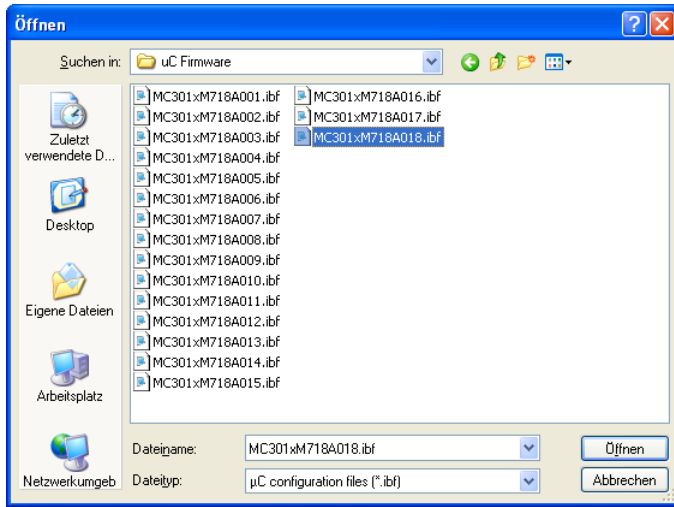 Öffnen
Suchen in:
uC Firmware
Zuletzt
verwendete D...
Desktop
Eigene Dateien
Arbeitsplatz
Netzwerkumgeb
MC301xM718A001.ibf
MC301xM718A002.ibf
MC301xM718A003.ibf
MC301xM718A004.ibf
MC301xM718A005.ibf
MC301xM718A006.ibf
MC301xM718A007.ibf
MC301xM718A008.ibf
MC301xM718A009.ibf
MC301xM718A010.ibf
MC301xM718A011.ibf
MC301xM718A012.ibf
MC301xM718A013.ibf
MC301xM718A014.ibf
MC301xM718A015.ibf
MC301xM718A016.ibf
MC301xM718A017.ibf
MC301xM718A018.ibf
Dateiname:
MC301xM718A018.ibf
Öffnen
Dateityp:
µC configuration files (*.ibf)
Abbrechen